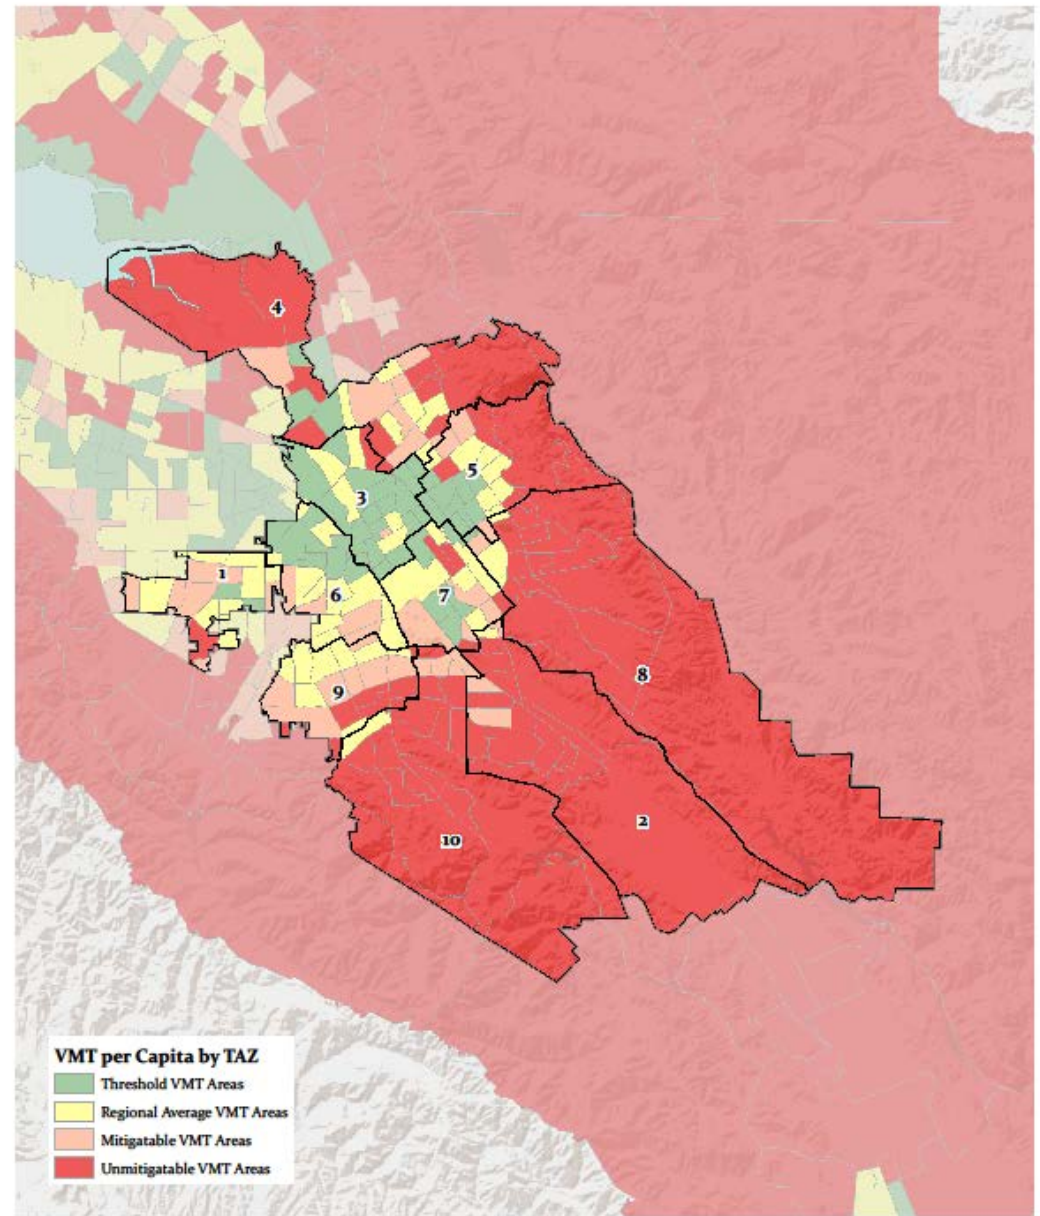 4
5
3
1
6
7
8
9
2
10
VMT per Capita by TAZ
Threshold VMT Areas
Regional Average VMT Areas
Mitigatable VMT Areas
Unmitigatable VMT Areas